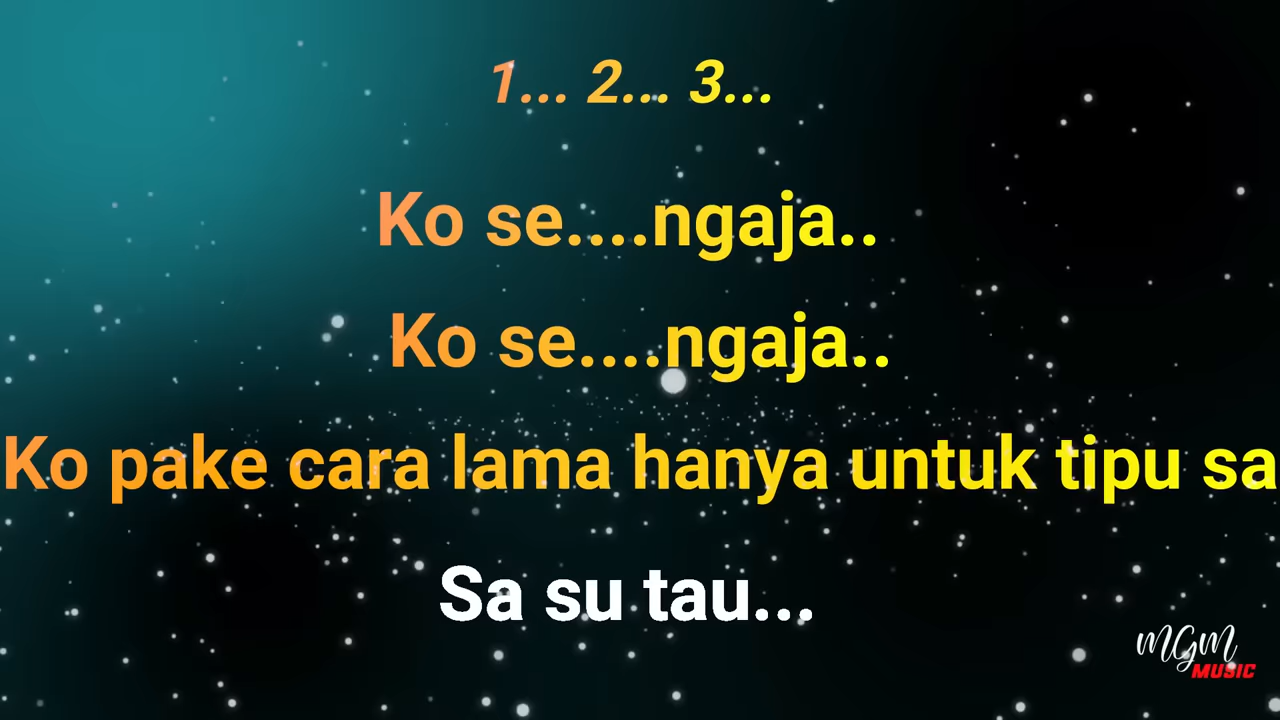 1... 2... 3...
Ko se....ngaja..
Ko se....ngaja..
Ko pake cara lama hanya untuk tipu sa
Sa su tau...
MGM
MUSIC